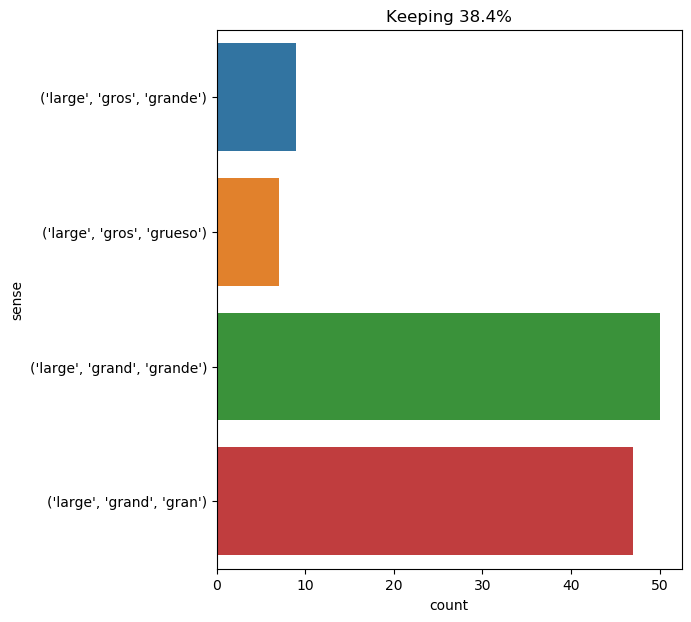 Keeping 38.4%
('large', 'gros', 'grande')
('large', 'gros', 'grueso')
('large', 'grand', 'grande')
('large', 'grand', 'gran')
sense
0 10 20 30 40 50
count